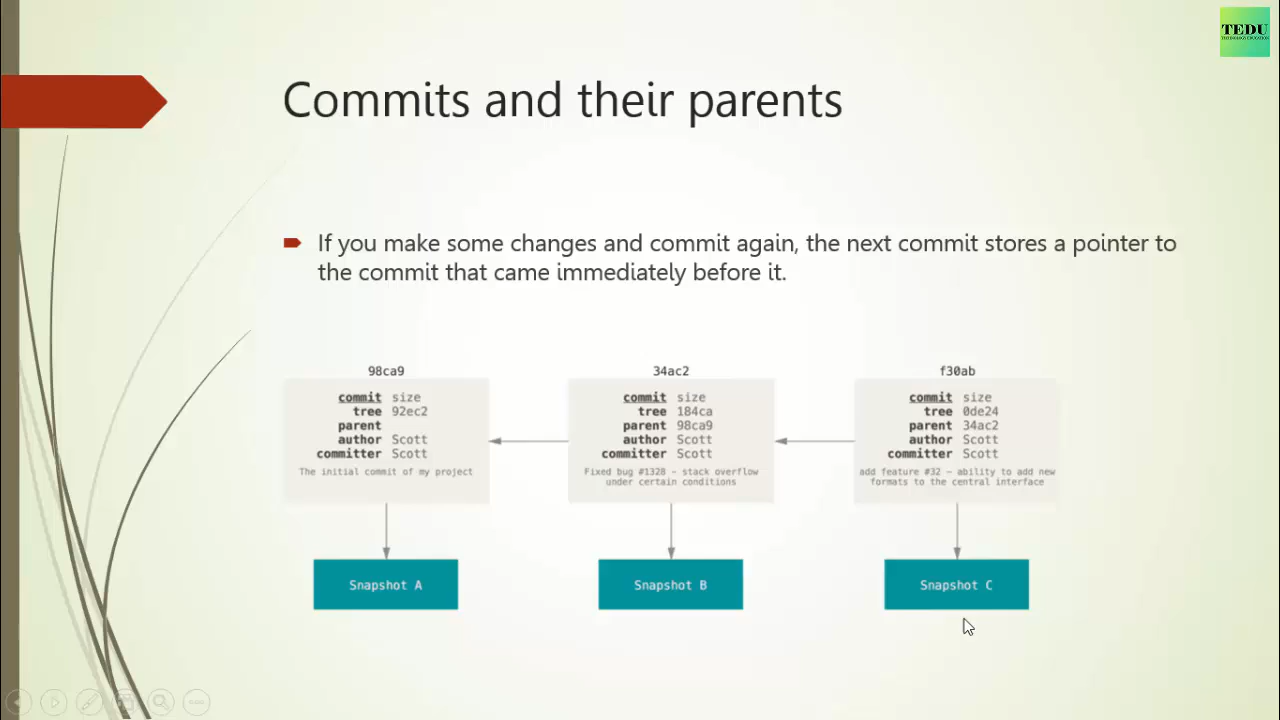 TEDU
TECHNOLOGY EDUCATION
Commits and their parents
If you make some changes and commit again, the next commit stores a pointer to
the commit that came immediately before it.
98ca9
commit size
tree 92ec2
parent
author Scott
committer Scott
The initial commit of my project
34ac2
commit size
tree 184ca
parent 98ca9
author Scott
committer Scott
Fixed bug #1328 – stack overflow
under certain conditions
f30ab
commit size
tree 0de24
parent 34ac2
author Scott
committer Scott
add feature #32 – ability to add new
formats to the central interface
Snapshot A
Snapshot B
Snapshot C